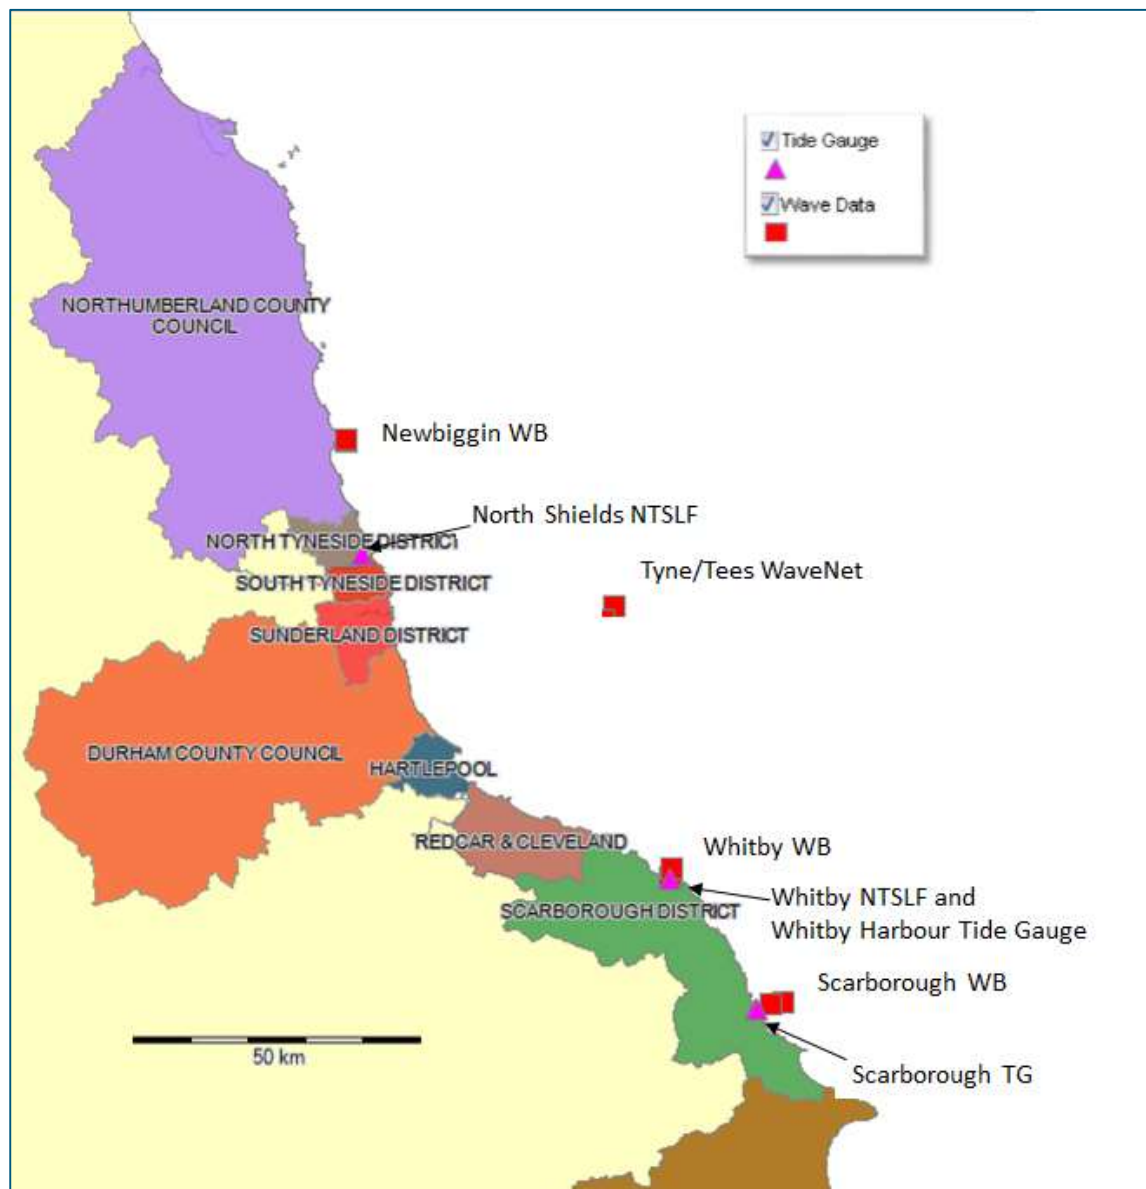 Tide Gauge
Wave Data
NORTHUMBERLAND COUNTY
COUNCIL
Newbiggin WB
North Shields NTSLF
NORTH TYNESIDE DISTRICT
Tyne/Tees WaveNet
SOUTH TYNESIDE DISTRICT
SUNDERLAND DISTRICT
DURHAM COUNTY COUNCIL
HARTLEPOOL
REDCAR & CLEVELAND
Whitby WB
Whitby NTSLF and
Whitby Harbour Tide Gauge
SCARBOROUGH DISTRICT
Scarborough WB
50 km
Scarborough TG